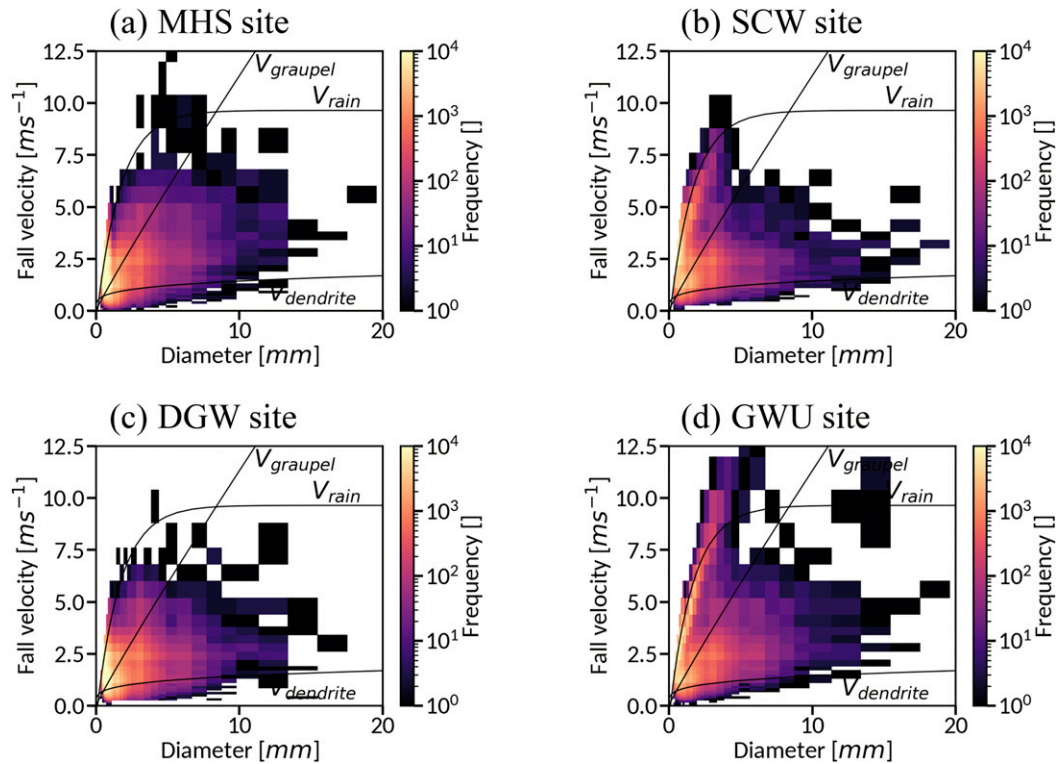 (a) MHS site
12.5
10.0
7.5
5.0
2.5
0.0
Fall velocity [ms⁻¹]
0
10
20
Diameter [mm]
V_graupel
V_rain
V_dendrite
10⁴
10³
10²
10¹
10⁰
Frequency []
(b) SCW site
12.5
10.0
7.5
5.0
2.5
0.0
Fall velocity [ms⁻¹]
0
10
20
Diameter [mm]
V_graupel
V_rain
V_dendrite
10⁴
10³
10²
10¹
10⁰
Frequency []
(c) DGW site
12.5
10.0
7.5
5.0
2.5
0.0
Fall velocity [ms⁻¹]
0
10
20
Diameter [mm]
V_graupel
V_rain
V_dendrite
10⁴
10³
10²
10¹
10⁰
Frequency []
(d) GWU site
12.5
10.0
7.5
5.0
2.5
0.0
Fall velocity [ms⁻¹]
0
10
20
Diameter [mm]
V_graupel
V_rain
V_dendrite
10⁴
10³
10²
10¹
10⁰
Frequency []